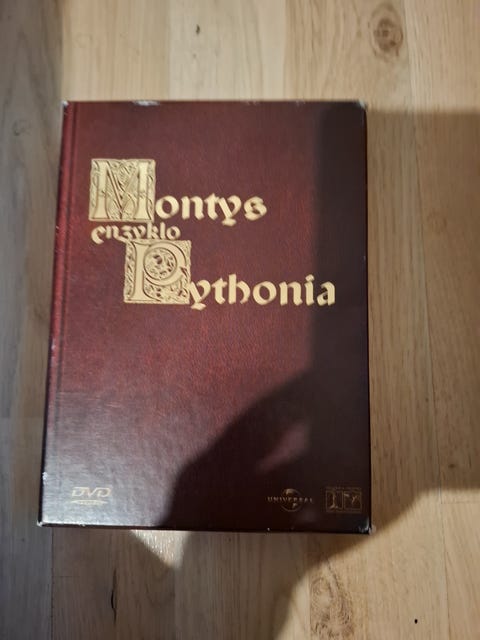 Montys
enzyklo
Pythonia
DVD
UNIVERSAL